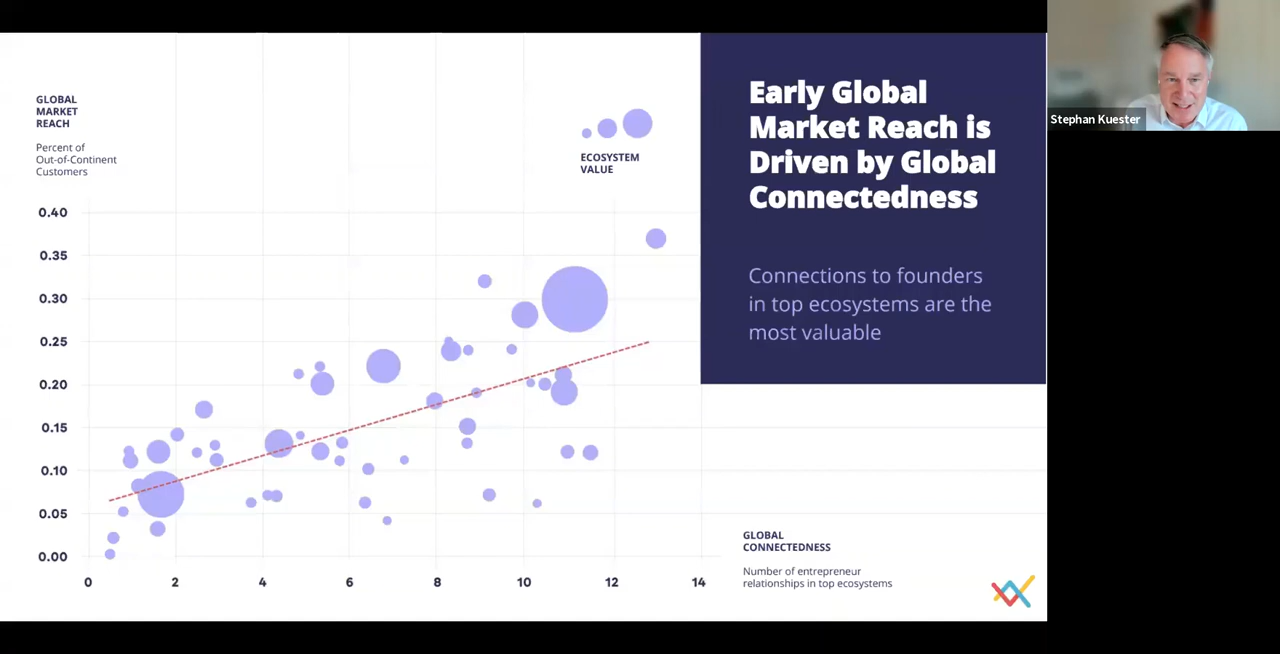 GLOBAL
MARKET
REACH
Percent of
Out-of-Continent
Customers
ECOSYSTEM
VALUE
0.40
0.35
0.30
0.25
0.20
0.15
0.10
0.05
0.00
0 2 4 6 8 10 12 14
Early Global
Market Reach is
Driven by Global
Connectedness
Connections to founders
in top ecosystems are the
most valuable
GLOBAL
CONNECTEDNESS
Number of entrepreneur
relationships in top ecosystems
Stephan Kuester